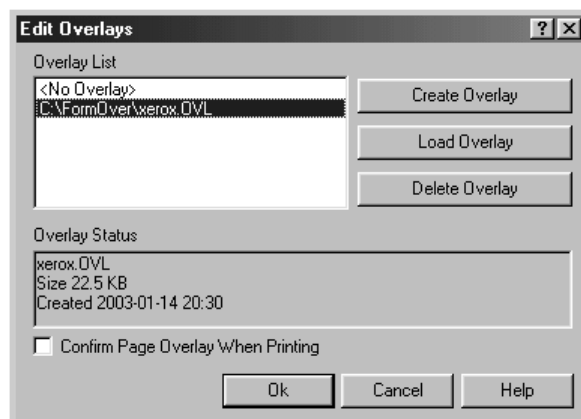 Edit Overlays
Overlay List
<No Overlay>
C:\FormOver\xerox.OVL
Create Overlay
Load Overlay
Delete Overlay
Overlay Status
xerox.OVL
Size 22.5 KB
Created 2003-01-14 20:30
Confirm Page Overlay When Printing
Ok
Cancel
Help